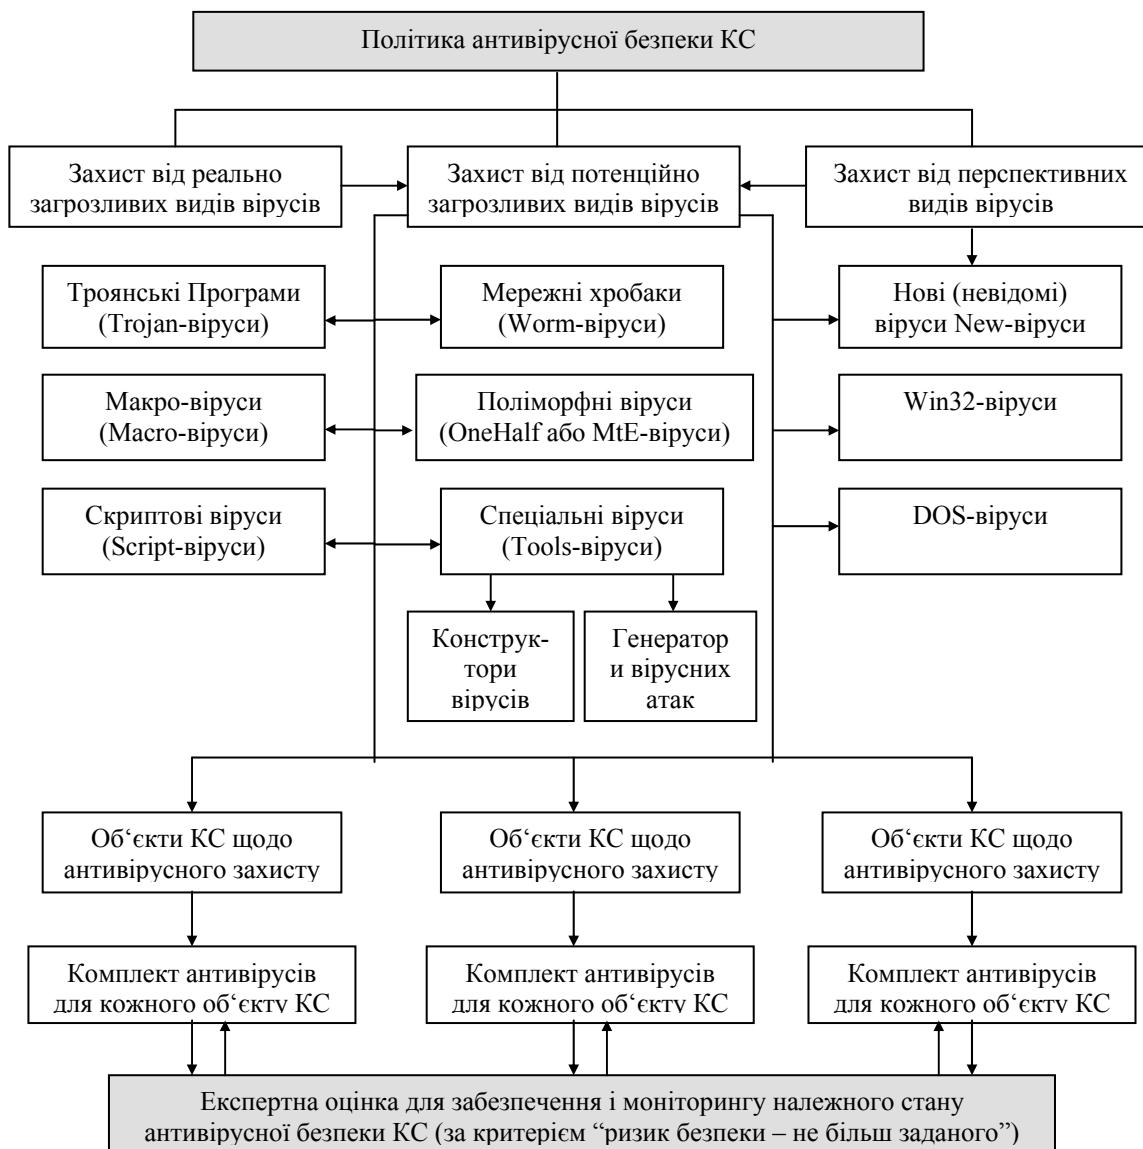 Політика антивірусної безпеки КС
Захист від реально
загрозливих видів вірусів
Захист від потенційно
загрозливих видів вірусів
Захист від перспективних
видів вірусів
Троянські Програми
(Trojan-віруси)
Мережні хробаки
(Worm-віруси)
Нові (невідомі)
віруси New-віруси
Макро-віруси
(Macro-віруси)
Поліморфні віруси
(OneHalf або MtE-віруси)
Win32-віруси
Скриптові віруси
(Script-віруси)
Спеціальні віруси
(Tools-віруси)
DOS-віруси
Конструк-
тори
вірусів
Генератор
и вірусних
атак
Об‘єкти КС щодо
антивірусного захисту
Об‘єкти КС щодо
антивірусного захисту
Об‘єкти КС щодо
антивірусного захисту
Комплект антивірусів
для кожного об‘єкту КС
Комплект антивірусів
для кожного об‘єкту КС
Комплект антивірусів
для кожного об‘єкту КС
Експертна оцінка для забезпечення і моніторингу належного стану
антивірусної безпеки КС (за критерієм “ризик безпеки – не більш заданого”)